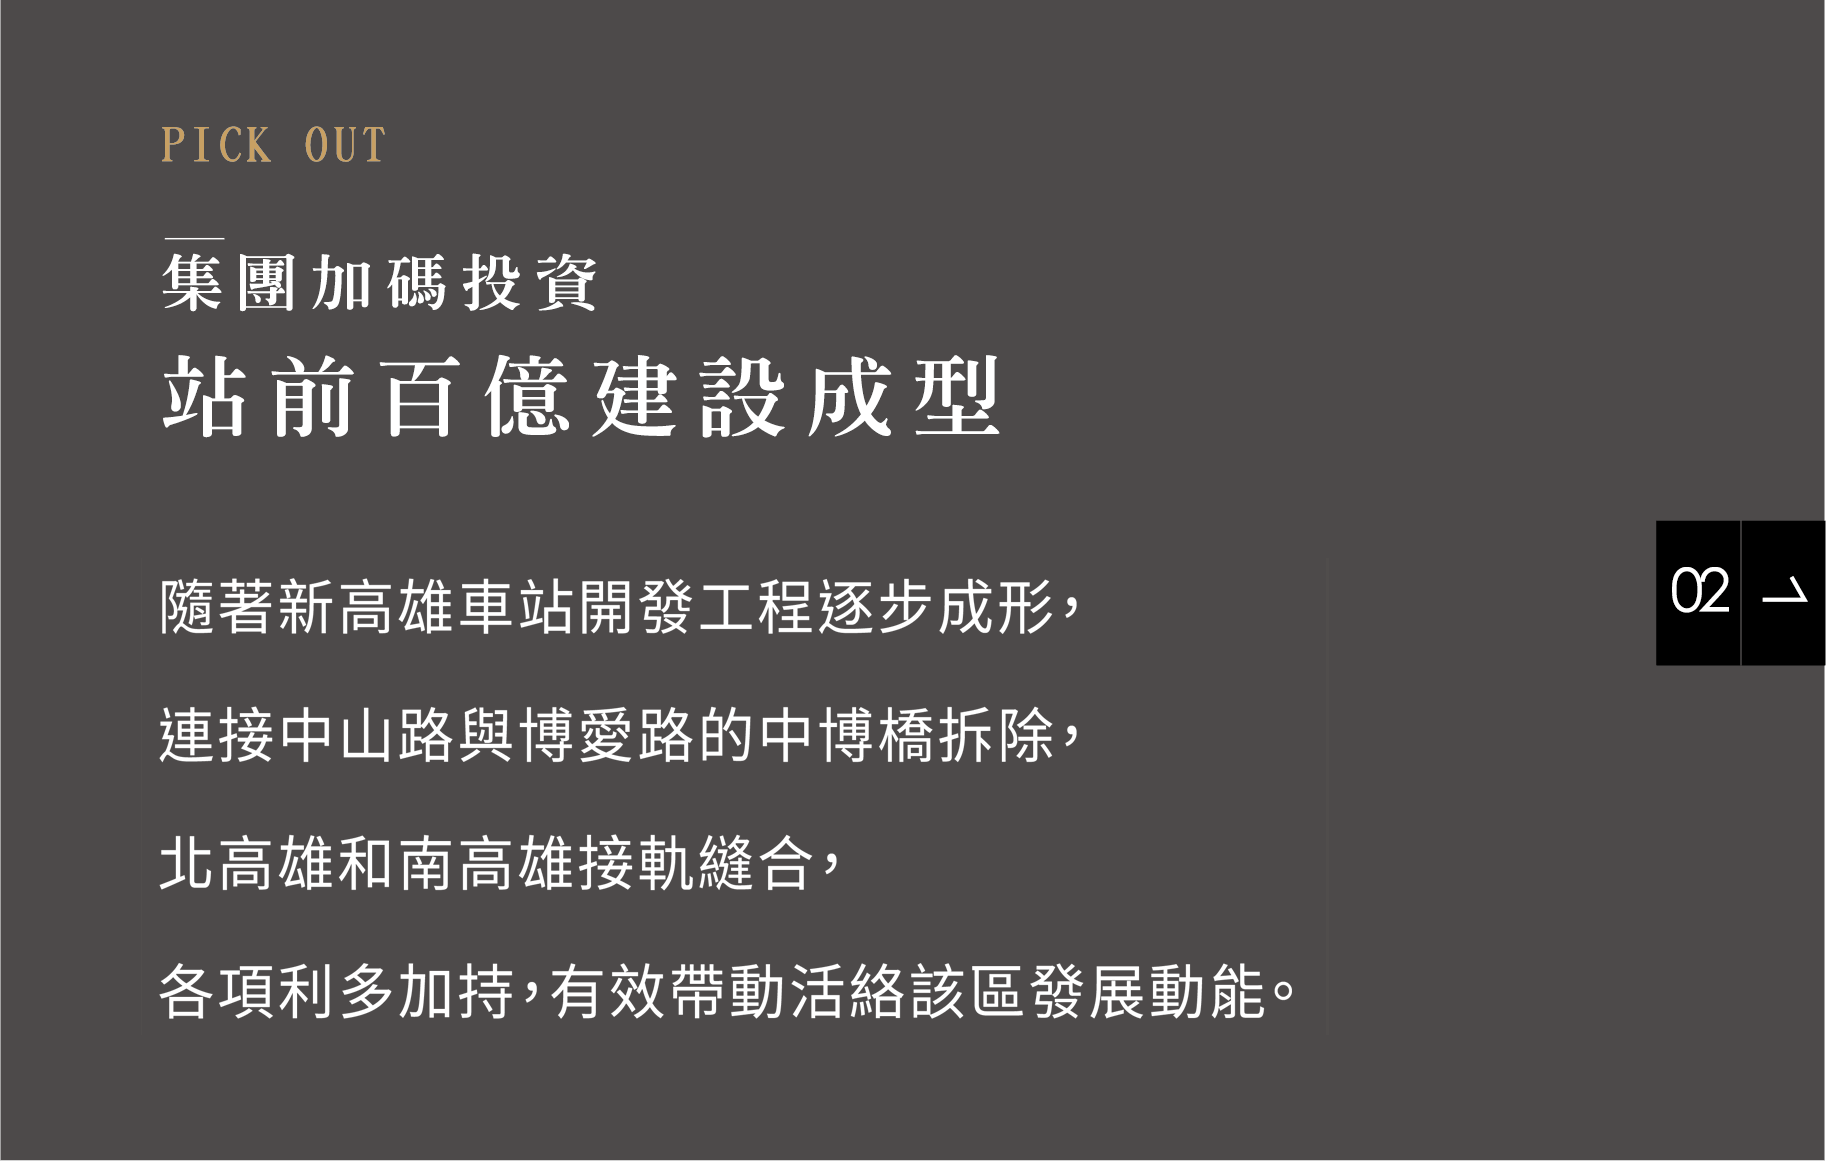 PICK OUT
集團加碼投資
站前百億建設成型
隨著新高雄車站開發工程逐步成形，
連接中山路與博愛路的中博橋拆除，
北高雄和南高雄接軌縫合，
各項利多加持，有效帶動活絡該區發展動能。
02